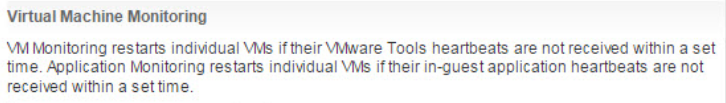 Virtual Machine Monitoring
VM Monitoring restarts individual VMs if their VMware Tools heartbeats are not received within a set
time. Application Monitoring restarts individual VMs if their in-guest application heartbeats are not
received within a set time.